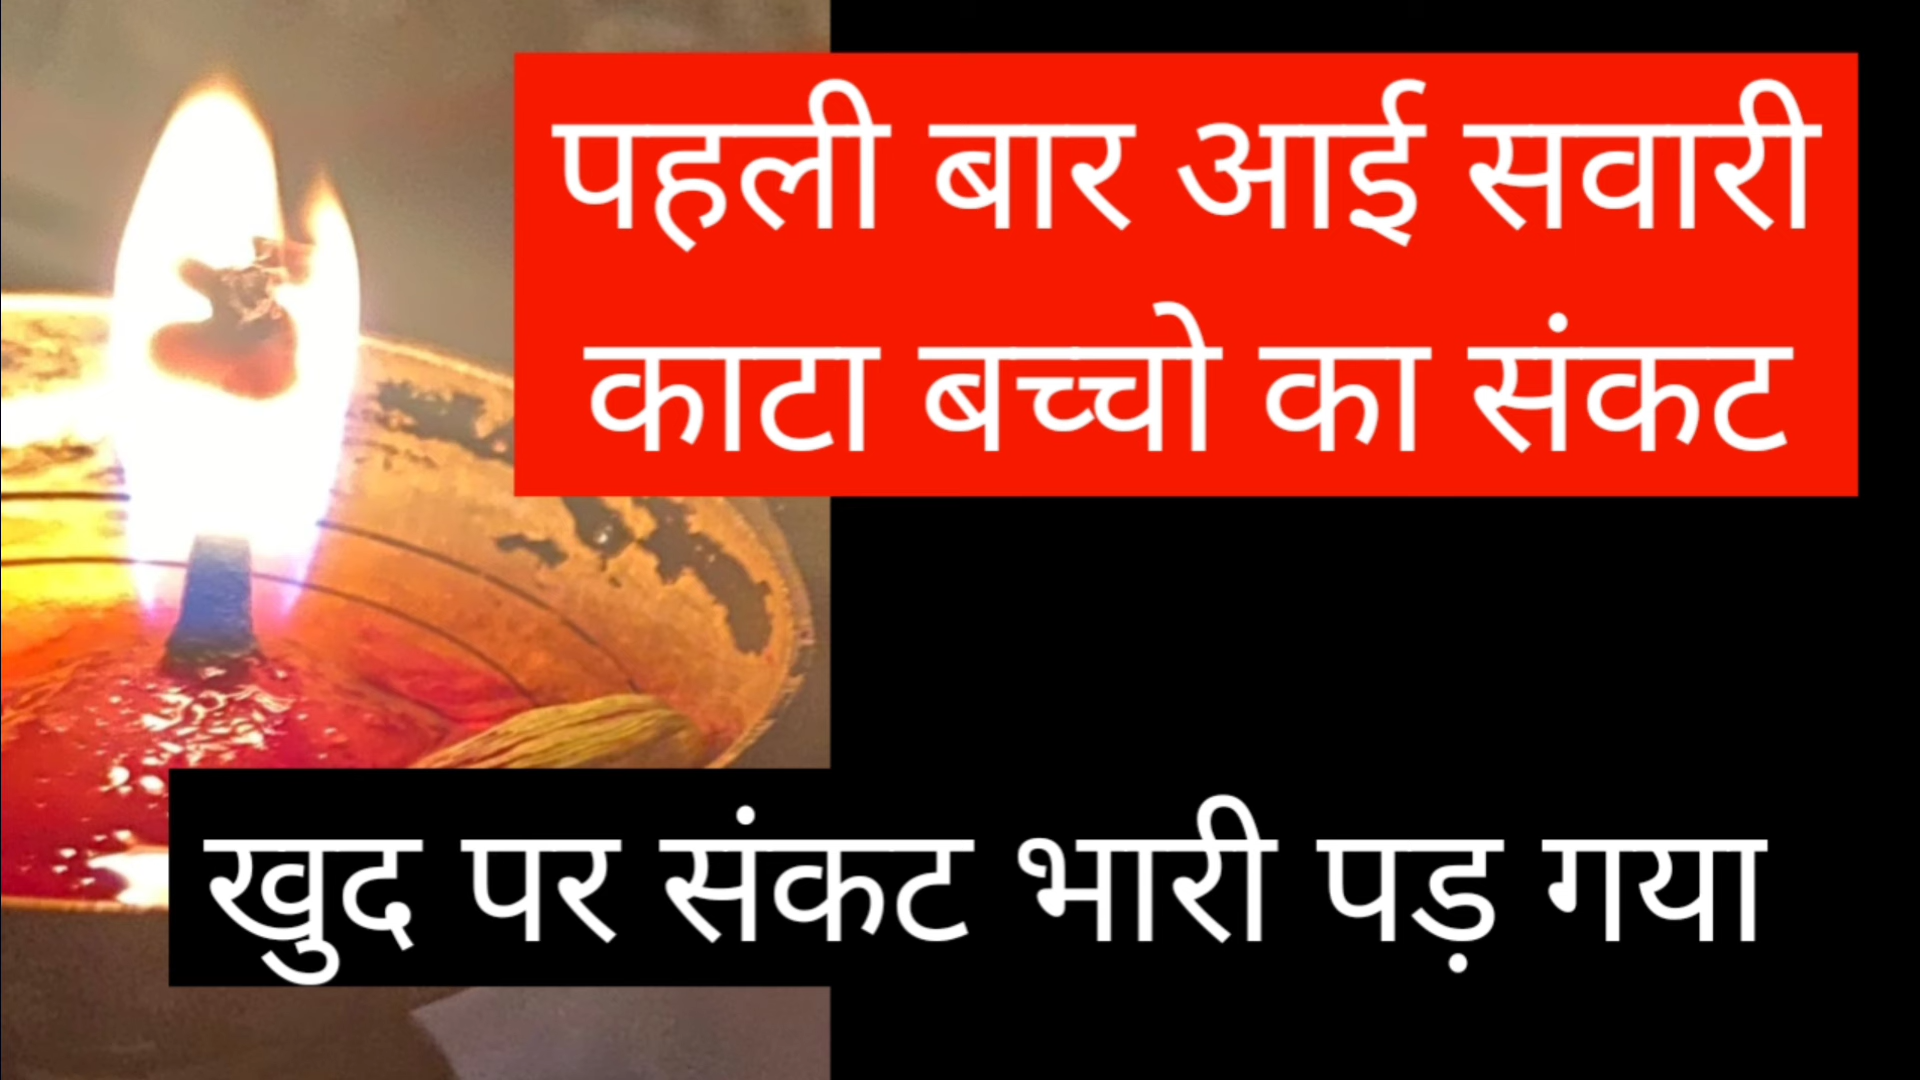 पहली बार आई सवारी
काटा बच्चो का संकट
खुद पर संकट भारी पड़ गया